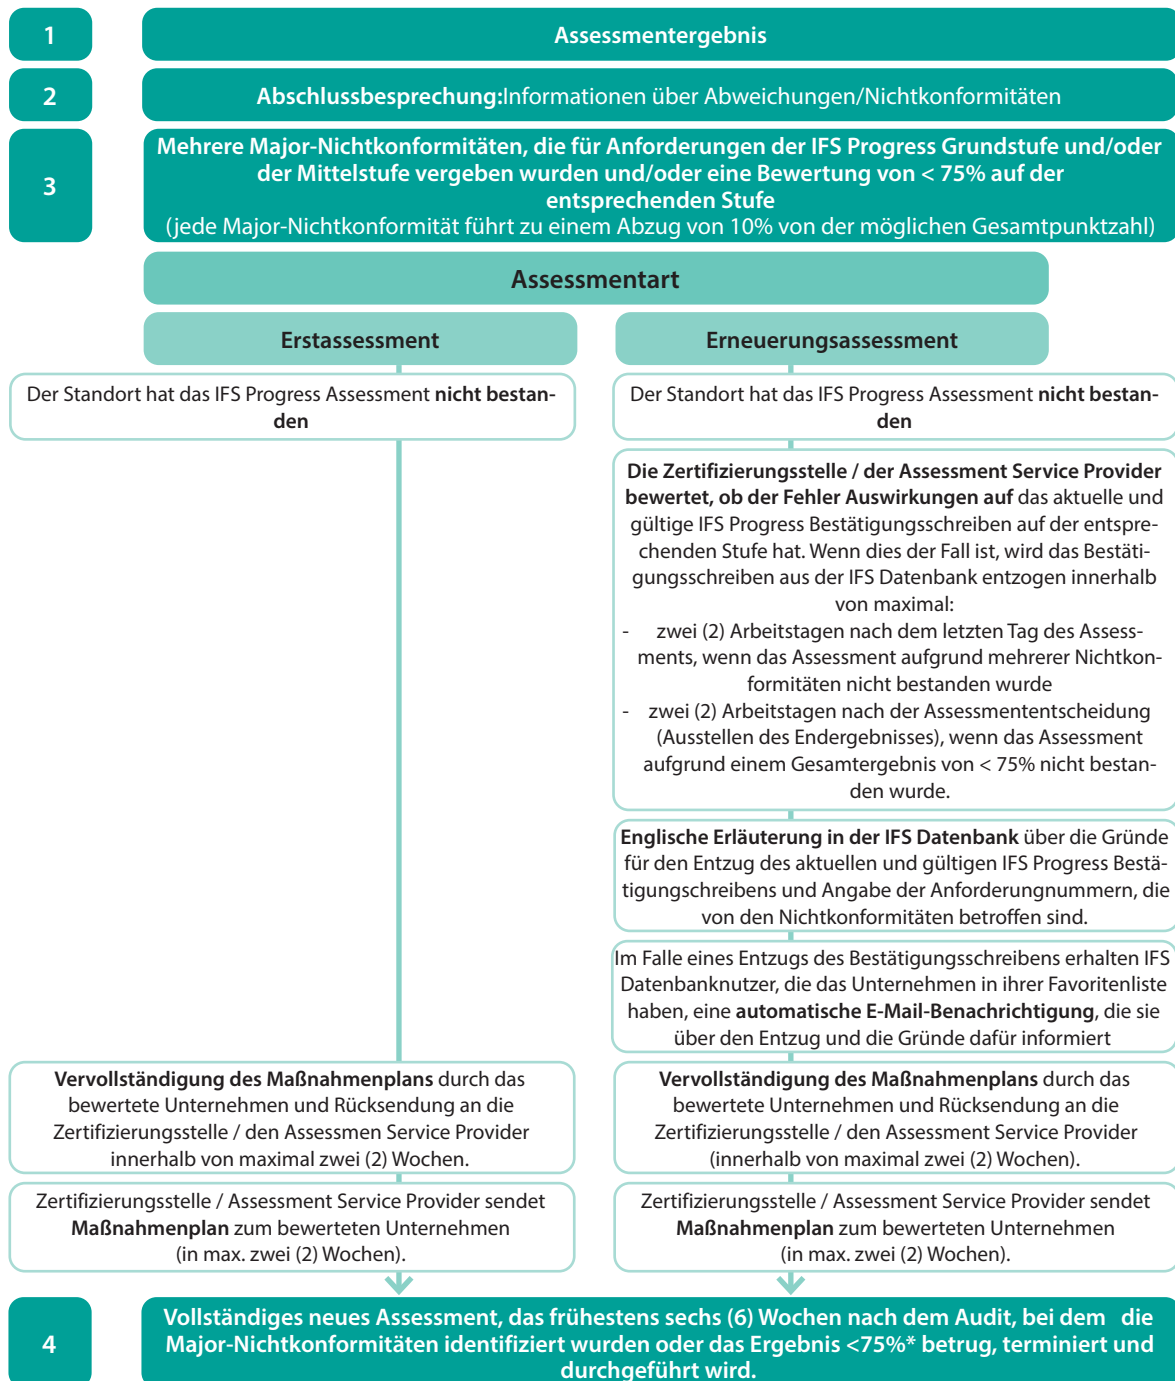 1
Assessmentergebnis
2
Abschlussbesprechung:Informationen über Abweichungen/Nichtkonformitäten
3
Mehrere Major-Nichtkonformitäten, die für Anforderungen der IFS Progress Grundstufe und/oder
der Mittelstufe vergeben wurden und/oder eine Bewertung von < 75% auf der
entsprechenden Stufe
(jede Major-Nichtkonformität führt zu einem Abzug von 10% von der möglichen Gesamtpunktzahl)
Assessmentart
Erstassessment
Der Standort hat das IFS Progress Assessment nicht bestan-
den
Vervollständigung des Maßnahmenplans durch das
bewertete Unternehmen und Rücksendung an die
Zertifizierungsstelle / den Assessmen Service Provider
innerhalb von maximal zwei (2) Wochen.
Zertifizierungsstelle / Assessment Service Provider sendet
Maßnahmenplan zum bewerteten Unternehmen
(in max. zwei (2) Wochen).
Erneuerungsassessment
Der Standort hat das IFS Progress Assessment nicht bestan-
den
Die Zertifizierungsstelle / der Assessment Service Provider
bewertet, ob der Fehler Auswirkungen auf das aktuelle und
gültige IFS Progress Bestätigungsschreiben auf der entspre-
chenden Stufe hat. Wenn dies der Fall ist, wird das Bestäti-
gungsschreiben aus der IFS Datenbank entzogen innerhalb
von maximal:
- zwei (2) Arbeitstagen nach dem letzten Tag des Assess-
ments, wenn das Assessment aufgrund mehrerer Nichtkon-
formitäten nicht bestanden wurde
- zwei (2) Arbeitstagen nach der Assessmententscheidung
(Ausstellen des Endergebnisses), wenn das Assessment
aufgrund einem Gesamtergebnis von < 75% nicht bestan-
den wurde.
Englische Erläuterung in der IFS Datenbank über die Gründe
für den Entzug des aktuellen und gültigen IFS Progress Bestä-
tigungschreibens und Angabe der Anforderungnummern, die
von den Nichtkonformitäten betroffen sind.
Im Falle eines Entzugs des Bestätigungsschreibens erhalten IFS
Datenbanknutzer, die das Unternehmen in ihrer Favoritenliste
haben, eine automatische E-Mail-Benachrichtigung, die sie
über den Entzug und die Gründe dafür informiert
Vervollständigung des Maßnahmenplans durch das
bewertete Unternehmen und Rücksendung an die
Zertifizierungsstelle / den Assessment Service Provider
(innerhalb von maximal zwei (2) Wochen).
Zertifizierungsstelle / Assessment Service Provider sendet
Maßnahmenplan zum bewerteten Unternehmen
(in max. zwei (2) Wochen).
4
Vollständiges neues Assessment, das frühestens sechs (6) Wochen nach dem Audit, bei dem die
Major-Nichtkonformitäten identifiziert wurden oder das Ergebnis <75%* betrug, terminiert und
durchgeführt wird.